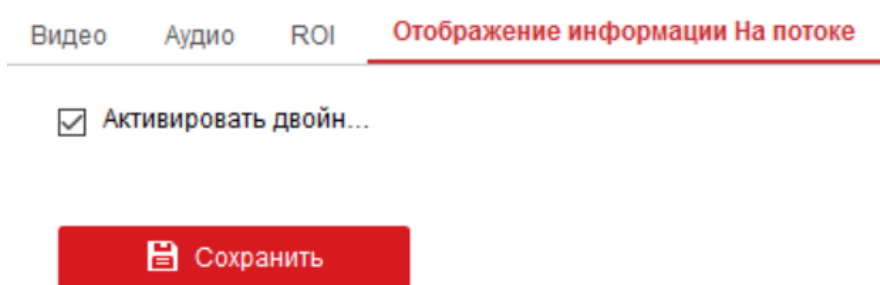 Видео Аудио ROI Отображение информации На потоке
Активировать двойн...
Сохранить